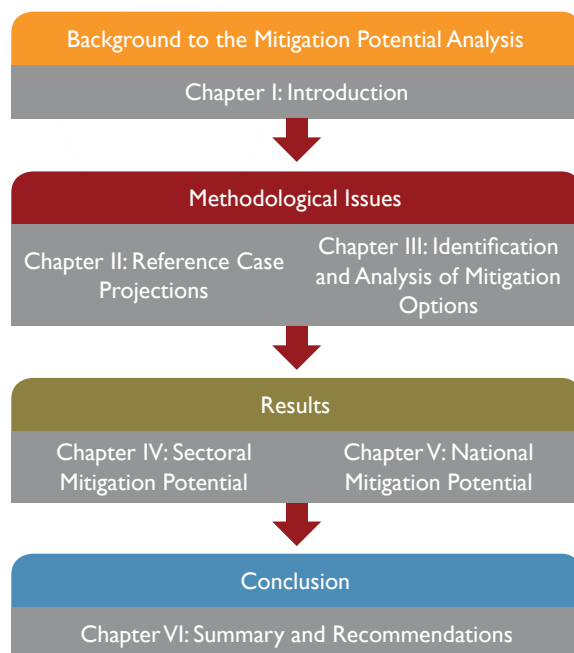 Background to the Mitigation Potential Analysis
Chapter I: Introduction
Methodological Issues
Chapter II: Reference Case
Projections
Chapter III: Identification
and Analysis of Mitigation
Options
Results
Chapter IV: Sectoral
Mitigation Potential
Chapter V: National
Mitigation Potential
Conclusion
Chapter VI: Summary and Recommendations